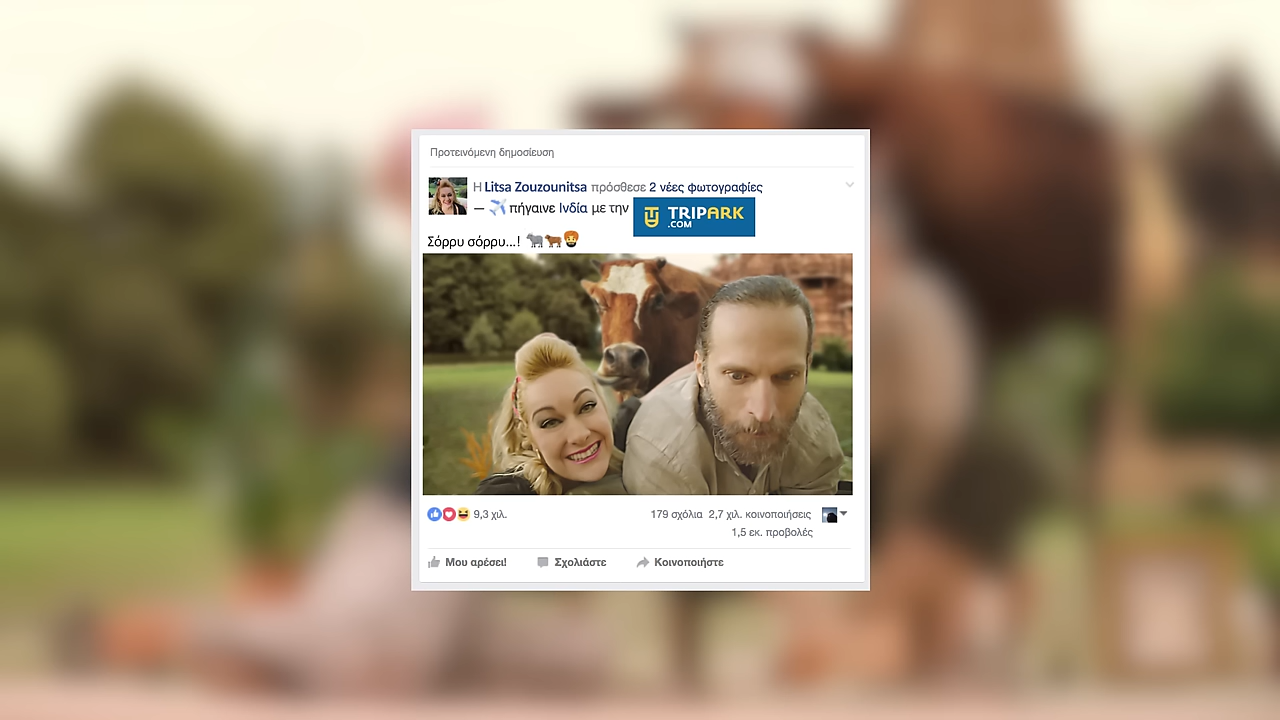 Προτεινόμενη δημοσίευση
Η Litsa Zouzounitsa πρόσθεσε 2 νέες φωτογραφίες
— ✈️ πήγαινε Ινδία με την TRIPARK
.COM
Σόρρυ σόρρυ...! 🐃🐂👳
9,3 χιλ. 179 σχόλια 2,7 χιλ. κοινοποιήσεις
1,5 εκ. προβολές
Μου αρέσει! Σχολιάστε Κοινοποιήστε